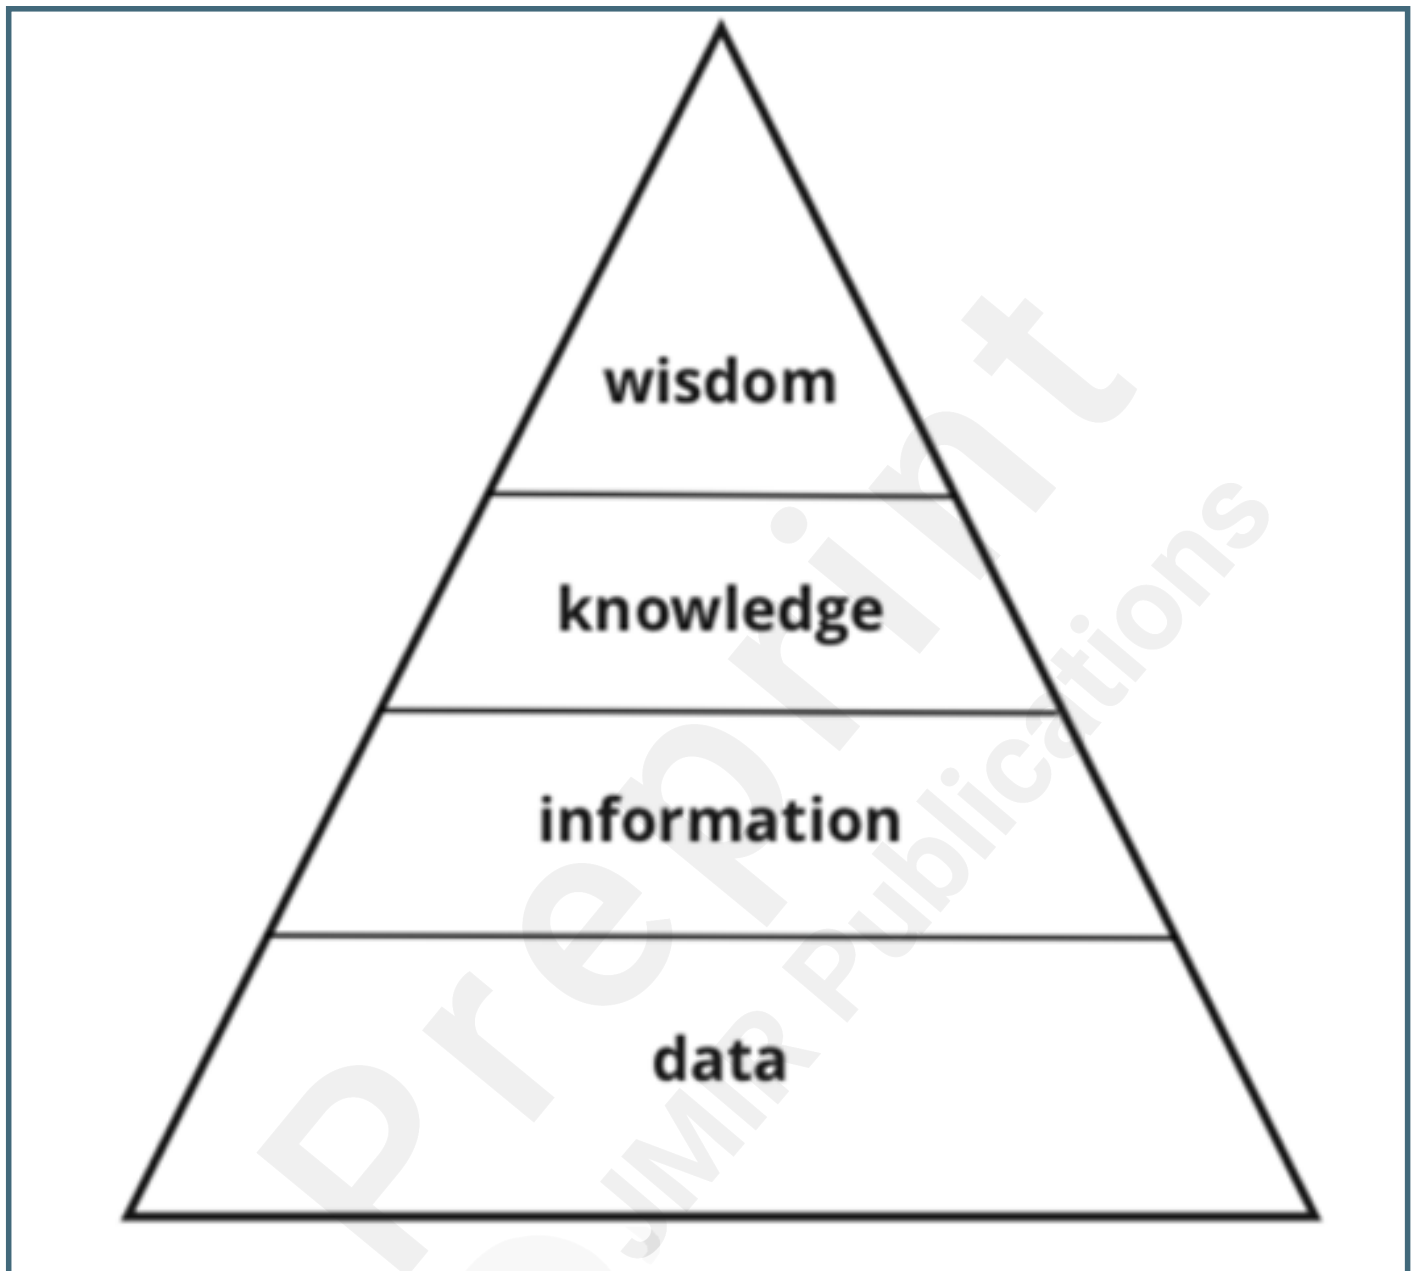 wisdom
knowledge
information
data
Preprint
JMIR Publications